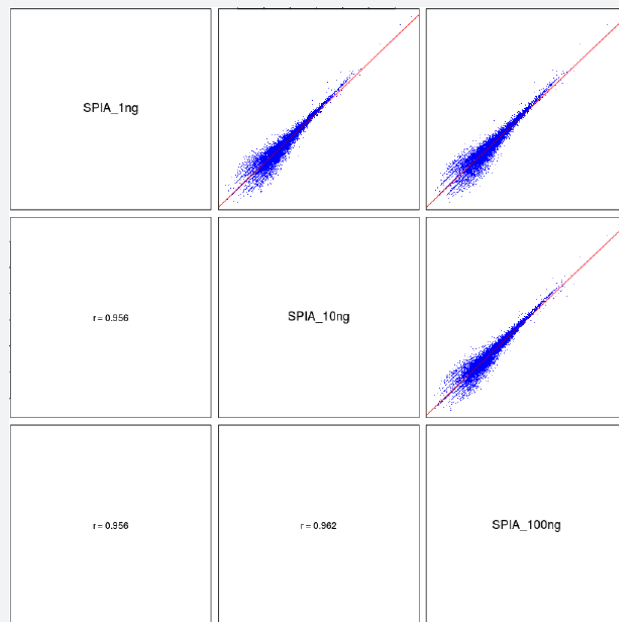 SPIA_1ng
r = 0.956
SPIA_10ng
r = 0.956
r = 0.962
SPIA_100ng